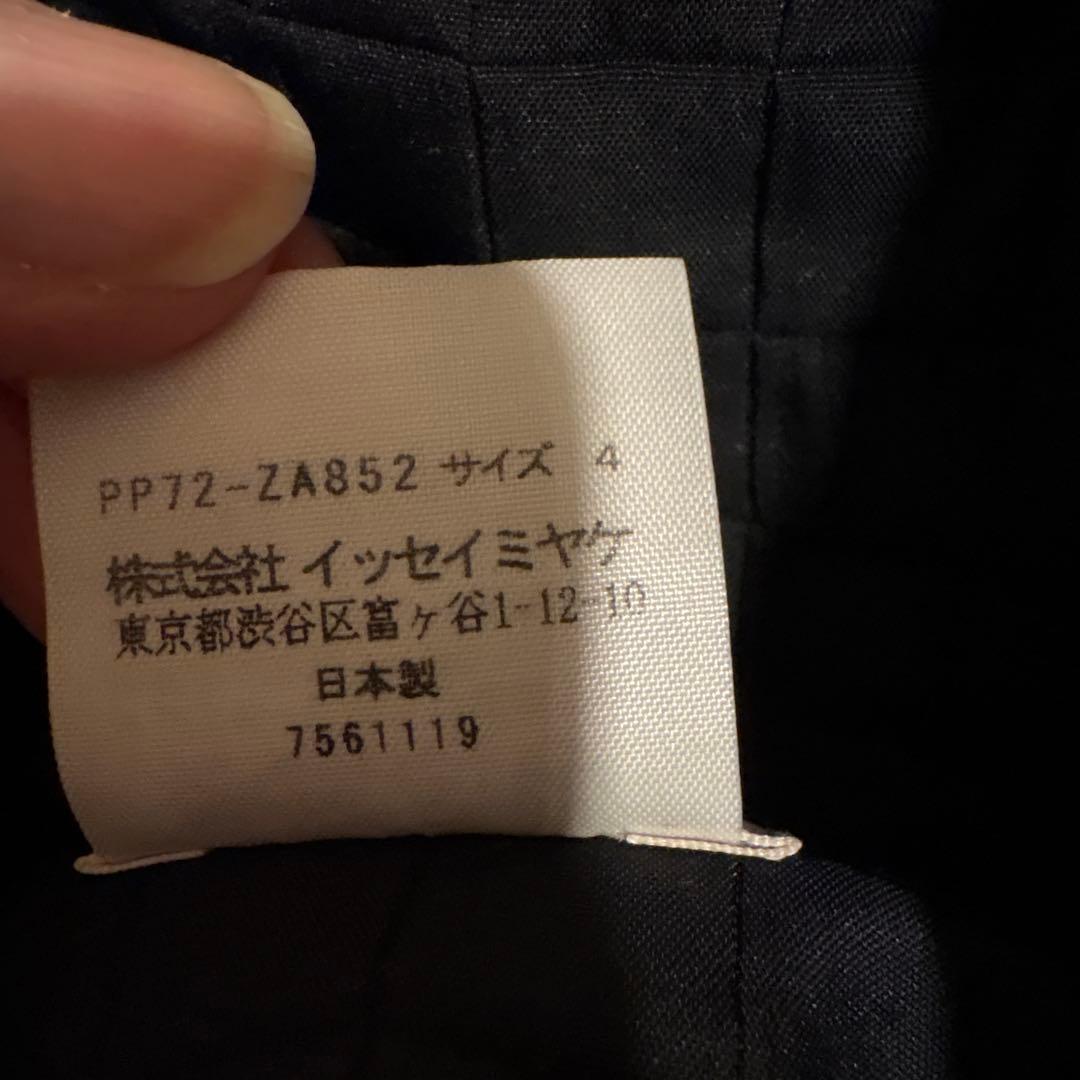 PP72-ZA852 サイズ 4
株式会社 イッセイミヤケ
東京都渋谷区富ヶ谷1-12-10
日本製
7561119